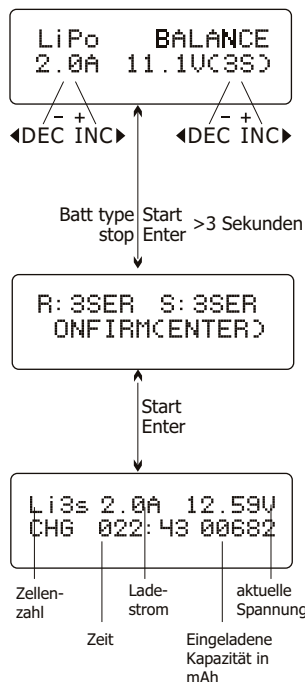 LiPo BALANCE
2.0A 11.1V(3S)
- + - +
◀DEC INC▶ ◀DEC INC▶
Batt type Start
stop Enter >3 Sekunden
R: 3SER S: 3SER
ONFIRM(ENTER)
Start
Enter
Li3s 2.0A 12.59V
CHG 022:43 00682
Zellen-
zahl
Zeit
Lade-
strom
Eingeladene
Kapazität in
mAh
aktuelle
Spannung